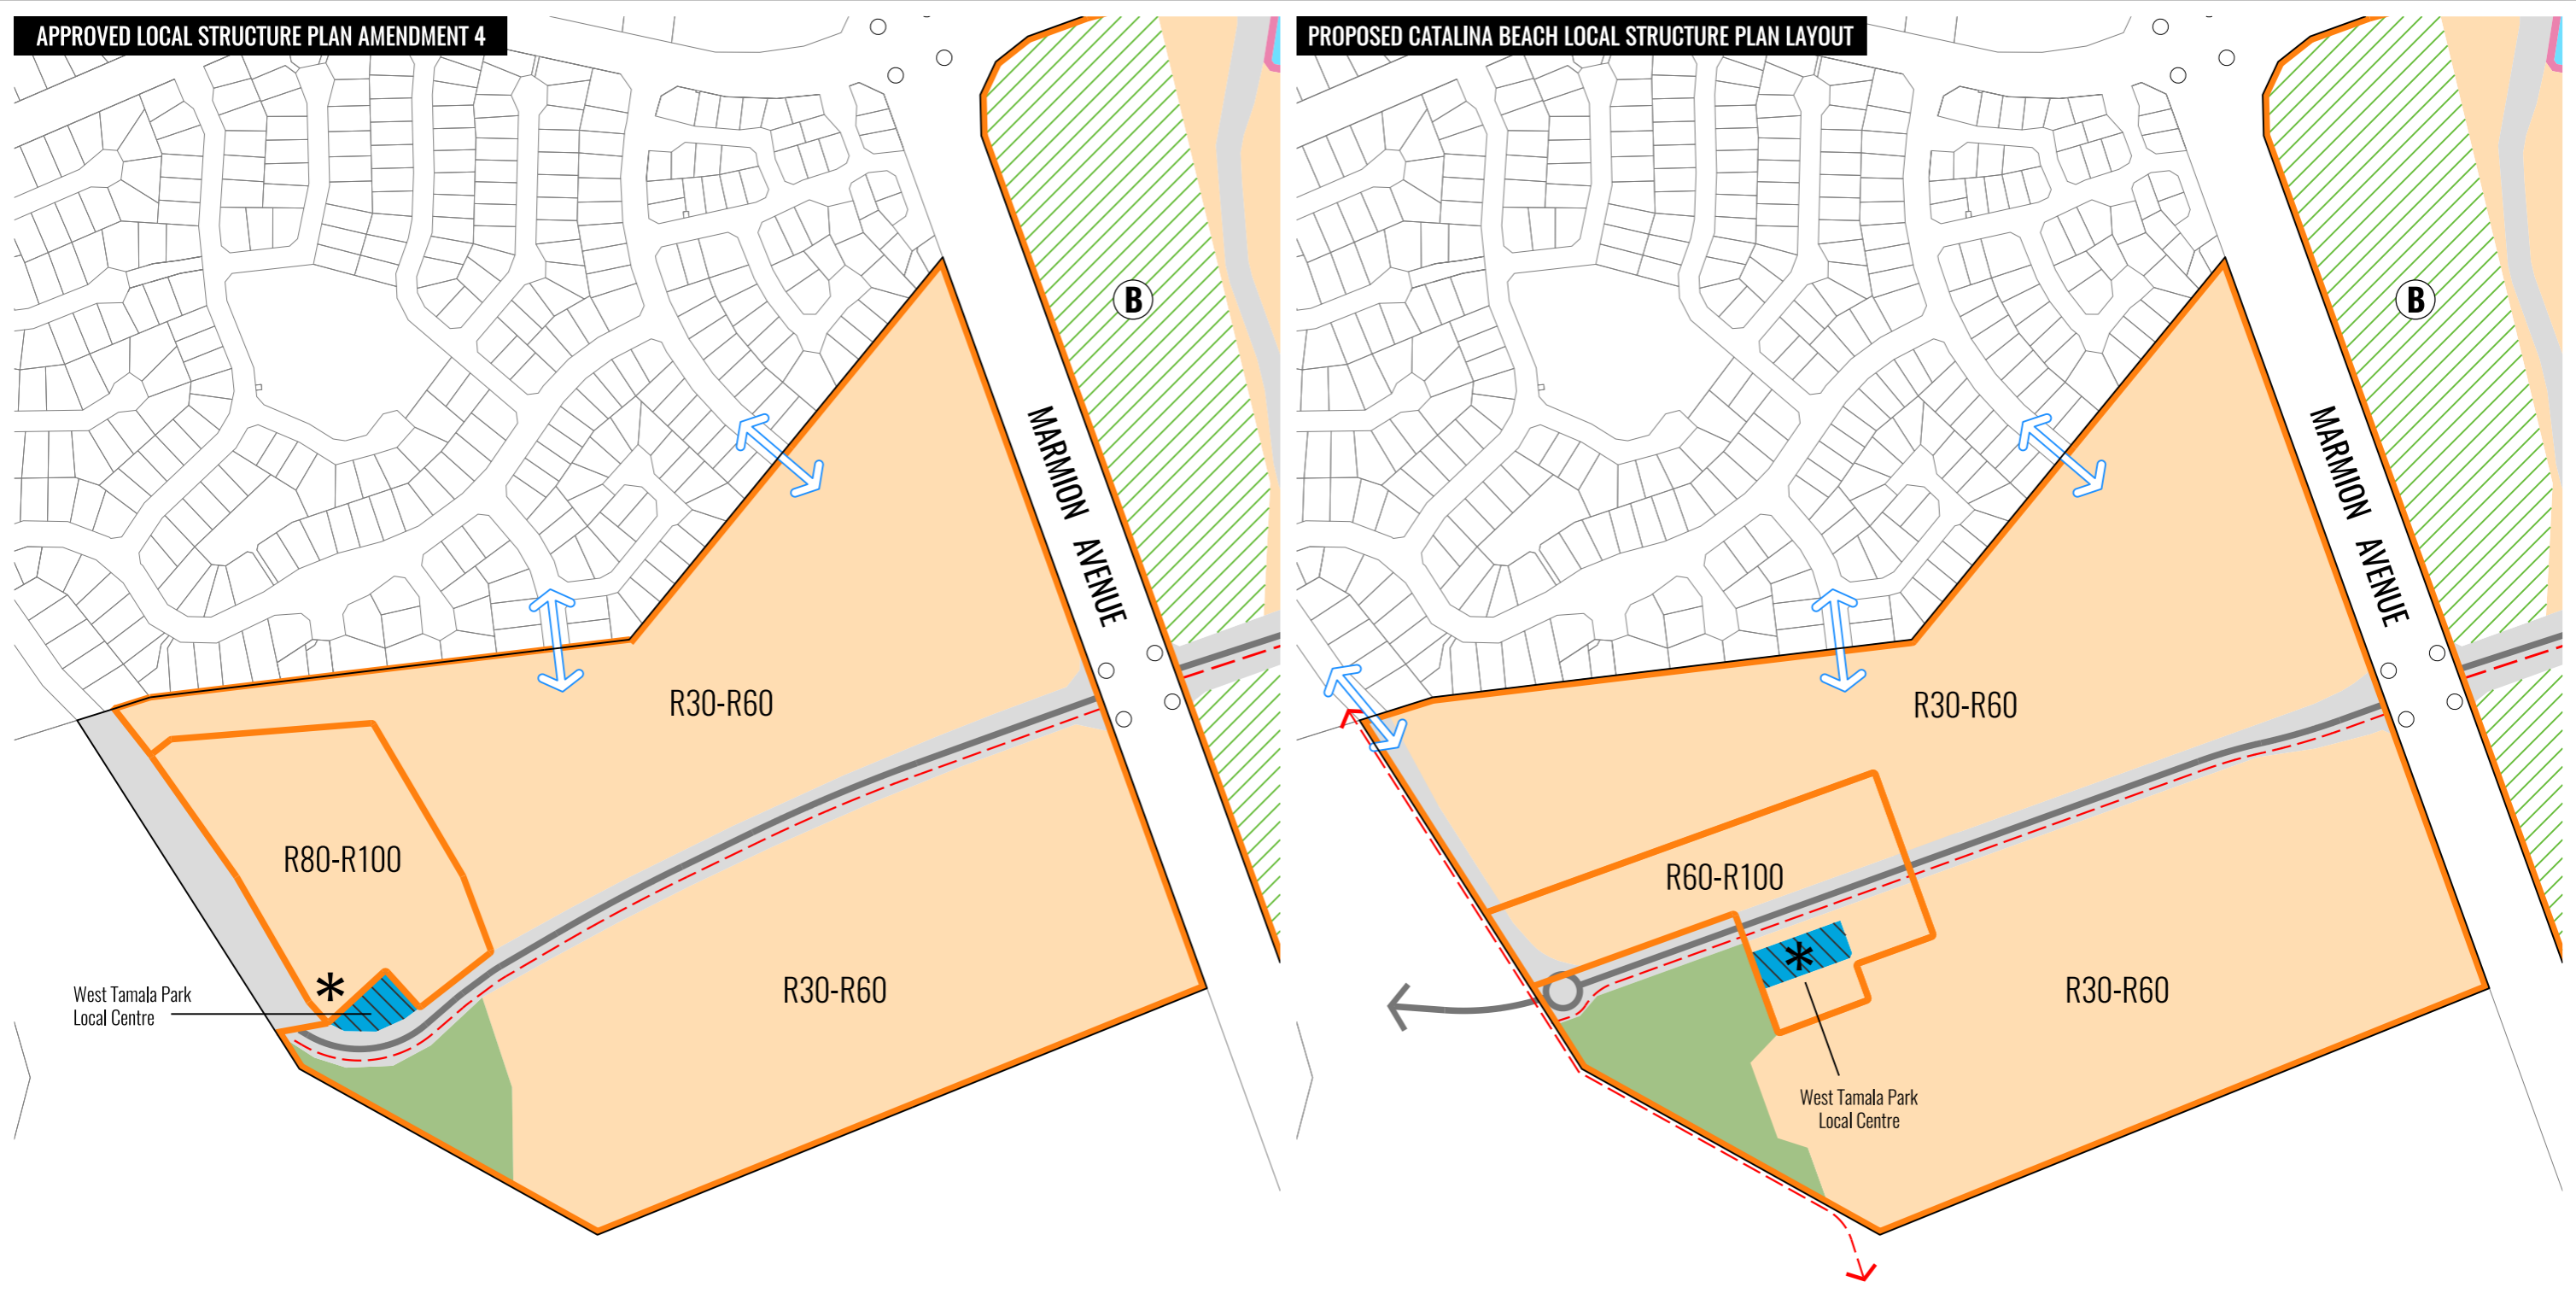 APPROVED LOCAL STRUCTURE PLAN AMENDMENT 4
B
MARMION AVENUE
R30-R60
R80-R100
R30-R60
West Tamala Park
Local Centre
*
PROPOSED CATALINA BEACH LOCAL STRUCTURE PLAN LAYOUT
B
MARMION AVENUE
R30-R60
R60-R100
*
R30-R60
West Tamala Park
Local Centre